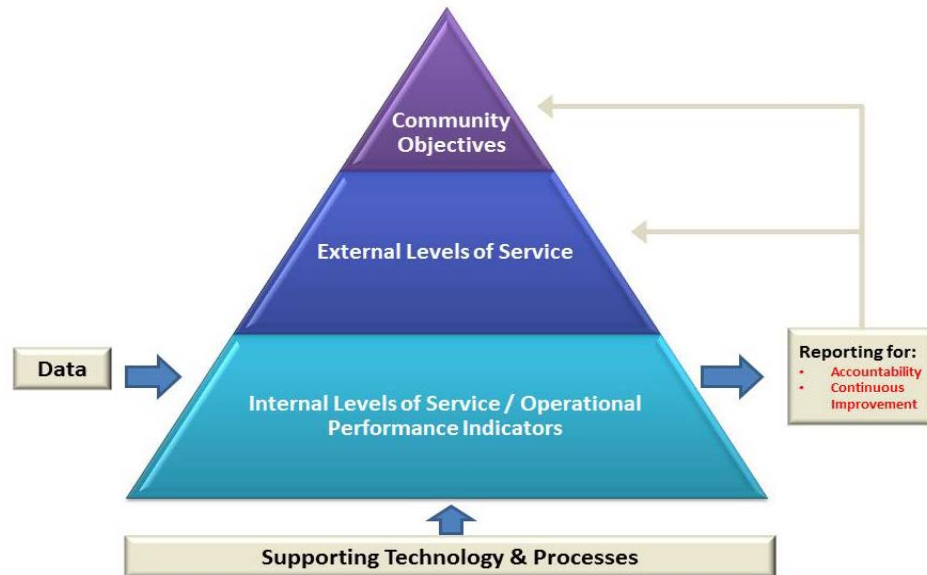 Community
Objectives
External Levels of Service
Data
Internal Levels of Service / Operational
Performance Indicators
Reporting for:
• Accountability
• Continuous
Improvement
Supporting Technology & Processes